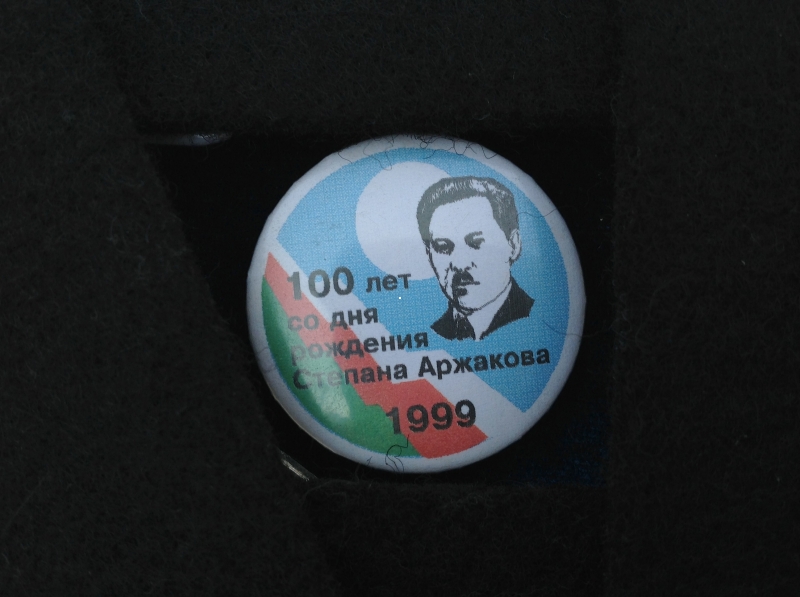 100 лет
со дня
рождения
Степана Аржакова
1999